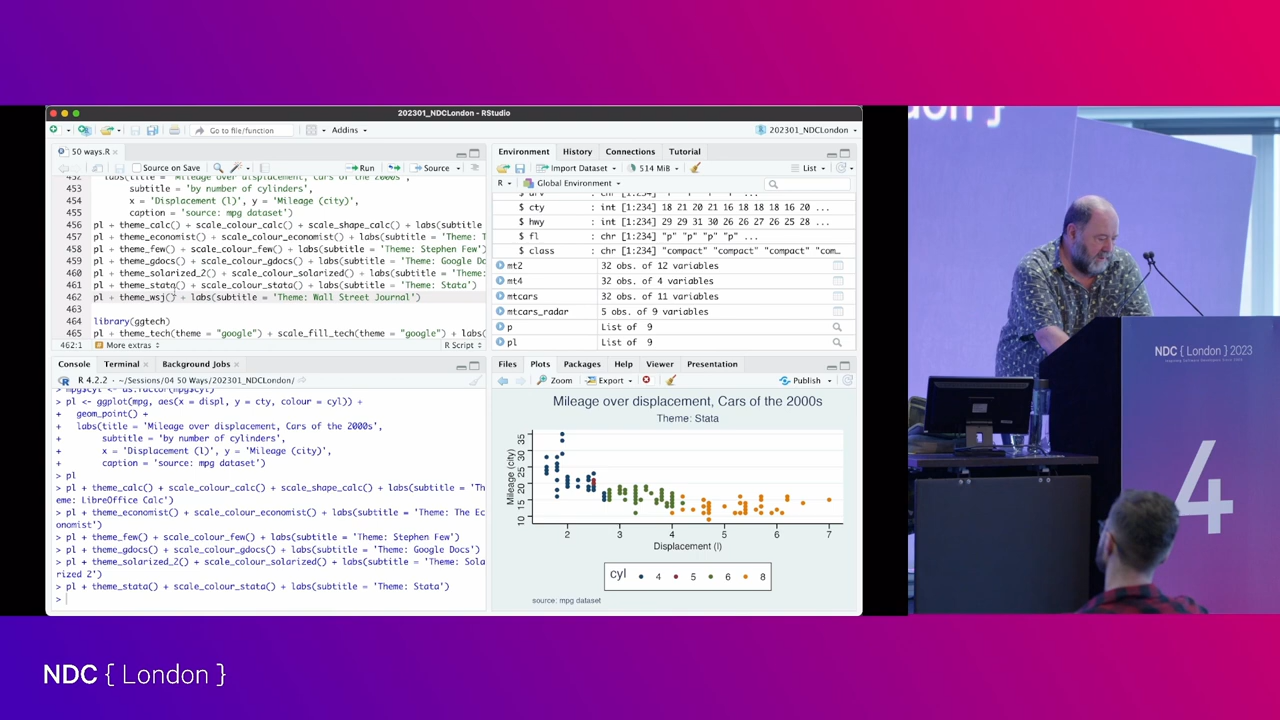 202301_NDCLondon - RStudio
Go to file/function
Addins
202301_NDCLondon
50 ways.R
Source on Save
Run
Source
452 labs(title = 'Mileage over displacement, Cars of the 2000s',
453 subtitle = 'by number of cylinders',
454 x = 'Displacement (l)', y = 'Mileage (city)',
455 caption = 'source: mpg dataset')
456 pl + theme_calc() + scale_colour_calc() + scale_shape_calc() + labs(subtitle
457 pl + theme_economist() + scale_colour_economist() + labs(subtitle = 'Theme: T
458 pl + theme_few() + scale_colour_few() + labs(subtitle = 'Theme: Stephen Few')
459 pl + theme_gdocs() + scale_colour_gdocs() + labs(subtitle = 'Theme: Google Do
460 pl + theme_solarized_2() + scale_colour_solarized() + labs(subtitle = 'Theme:
461 pl + theme_stata() + scale_colour_stata() + labs(subtitle = 'Theme: Stata')
462 pl + theme_wsj() + labs(subtitle = 'Theme: Wall Street Journal')
463
464 library(ggtech)
465 pl + theme_tech(theme = "google") + scale_fill_tech(theme = "google") + labs(
462:1
More extras
R Script
Console Terminal Background Jobs
R 4.2.2 · ~/Sessions/04 50 Ways/202301_NDCLondon/
> pl <- ggplot(mpg, aes(x = displ, y = cty, colour = cyl)) +
+ geom_point() +
+ labs(title = 'Mileage over displacement, Cars of the 2000s',
+ subtitle = 'by number of cylinders',
+ x = 'Displacement (l)', y = 'Mileage (city)',
+ caption = 'source: mpg dataset')
> pl
> pl + theme_calc() + scale_colour_calc() + scale_shape_calc() + labs(subtitle = 'Th
eme: LibreOffice Calc')
> pl + theme_economist() + scale_colour_economist() + labs(subtitle = 'Theme: The Ec
onomist')
> pl + theme_few() + scale_colour_few() + labs(subtitle = 'Theme: Stephen Few')
> pl + theme_gdocs() + scale_colour_gdocs() + labs(subtitle = 'Theme: Google Docs')
> pl + theme_solarized_2() + scale_colour_solarized() + labs(subtitle = 'Theme: Sola
rized 2')
> pl + theme_stata() + scale_colour_stata() + labs(subtitle = 'Theme: Stata')
>
Environment History Connections Tutorial
Import Dataset
514 MiB
List
R
Global Environment
$ cty : int [1:234] 18 21 20 21 16 18 18 18 16 20 ...
$ hwy : int [1:234] 29 29 31 30 26 26 27 26 25 28 ...
$ fl : chr [1:234] "p" "p" "p" "p" ...
$ class : chr [1:234] "compact" "compact" "compact" "com…
mt2 32 obs. of 12 variables
mt4 32 obs. of 4 variables
mtcars 32 obs. of 11 variables
mtcars_radar 5 obs. of 9 variables
p List of 9
pl List of 9
Files Plots Packages Help Viewer Presentation
Zoom
Export
Publish
Mileage over displacement, Cars of the 2000s
Theme: Stata
Mileage (city)
35
30
25
20
15
10
2 3 4 5 6 7
Displacement (l)
cyl 4 5 6 8
source: mpg dataset
NDC { London } 2023
4
NDC { London }